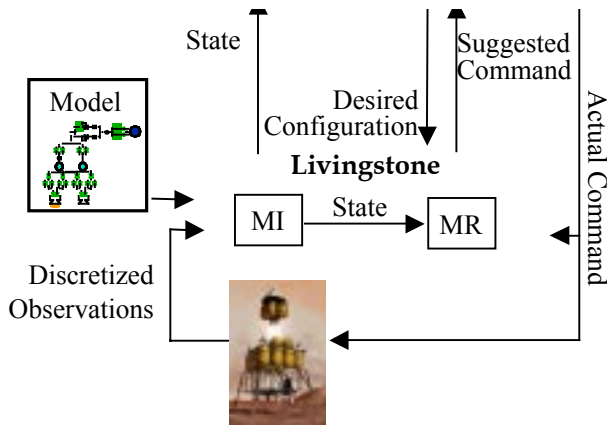 State
Suggested
Command
Model
Desired
Configuration
Actual Command
Livingstone
MI
State
MR
Discretized
Observations